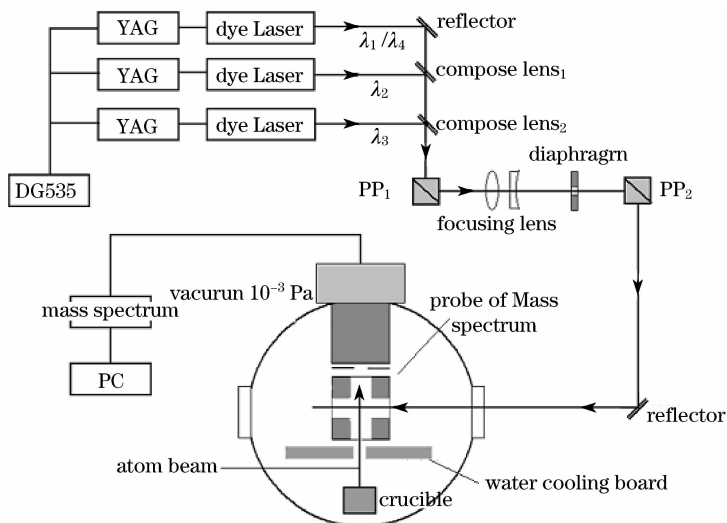 YAG
dye Laser
λ₁ /λ₄
reflector
YAG
dye Laser
λ₂
compose lens₁
YAG
dye Laser
λ₃
compose lens₂
DG535
PP₁
focusing lens
diaphragrn
PP₂
vacurun 10⁻³ Pa
probe of Mass
spectrum
mass spectrum
PC
reflector
atom beam
water cooling board
crucible